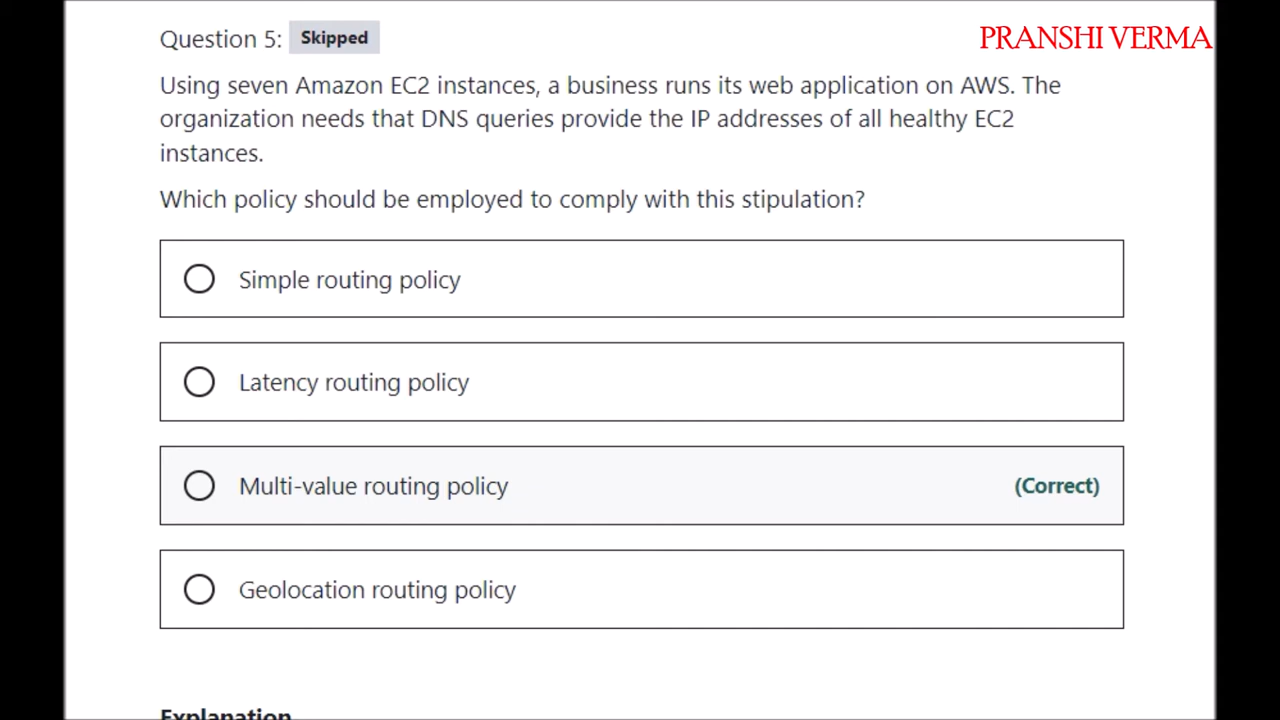 Question 5: Skipped
PRANSHI VERMA
Using seven Amazon EC2 instances, a business runs its web application on AWS. The
organization needs that DNS queries provide the IP addresses of all healthy EC2
instances.
Which policy should be employed to comply with this stipulation?
Simple routing policy
Latency routing policy
Multi-value routing policy (Correct)
Geolocation routing policy
Explanation